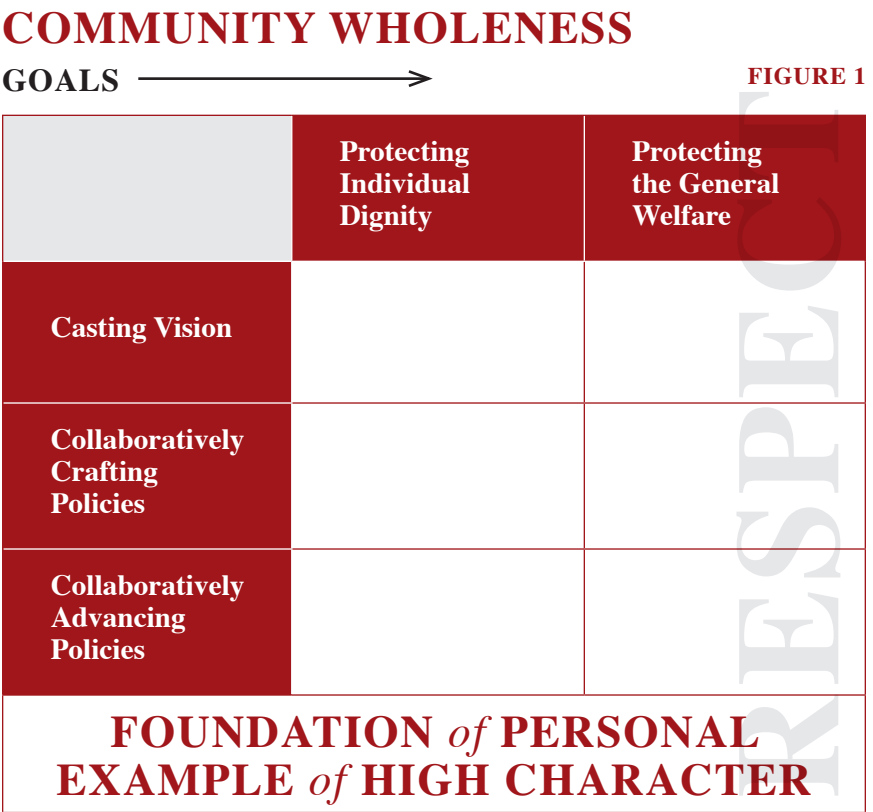 COMMUNITY WHOLENESS
GOALS
FIGURE 1
Protecting
Individual
Dignity
Protecting
the General
Welfare
Casting Vision
Collaboratively
Crafting
Policies
Collaboratively
Advancing
Policies
RESPECT
FOUNDATION of PERSONAL
EXAMPLE of HIGH CHARACTER